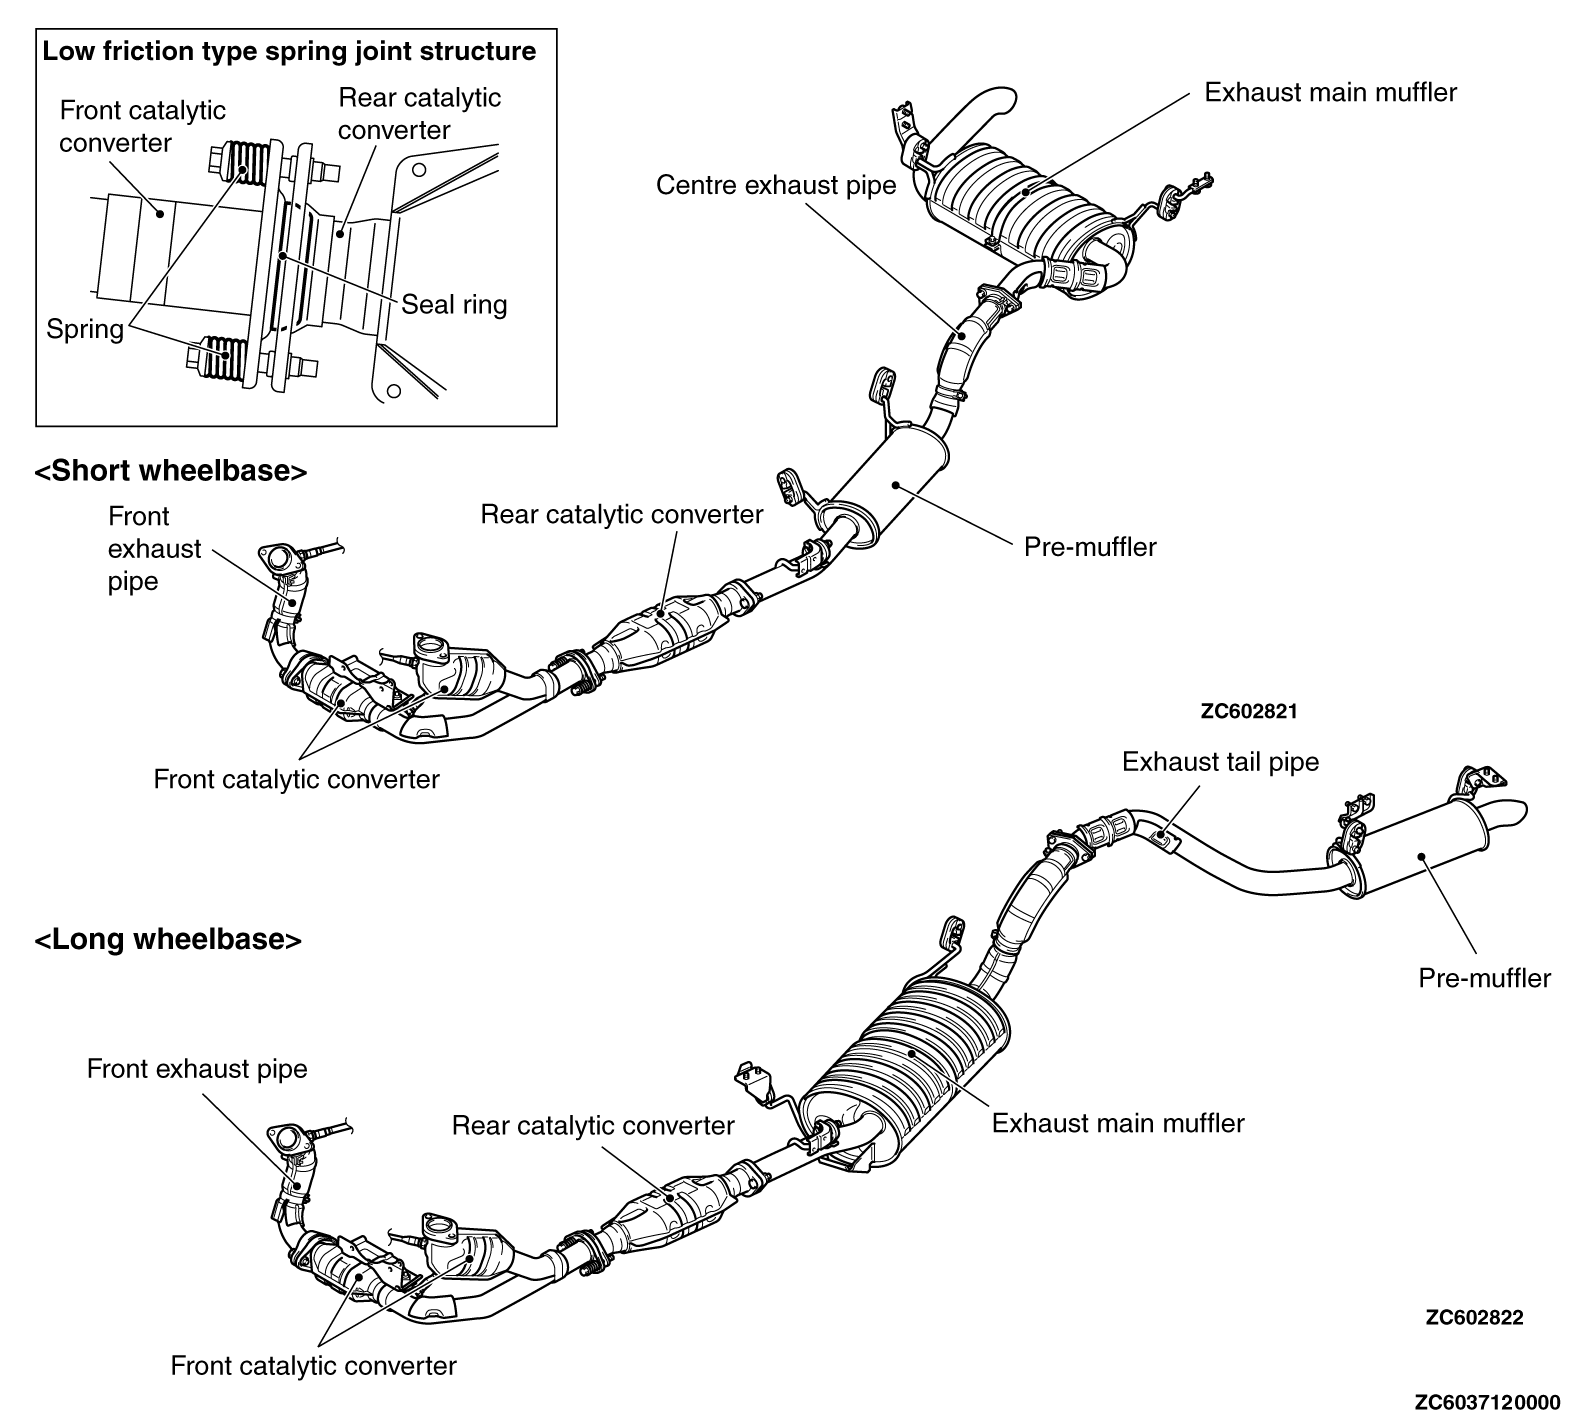 Low friction type spring joint structure
Front catalytic
converter
Rear catalytic
converter
Seal ring
Spring
Exhaust main muffler
Centre exhaust pipe
<Short wheelbase>
Front
exhaust
pipe
Rear catalytic converter
Pre-muffler
Front catalytic converter
ZC602821
Exhaust tail pipe
<Long wheelbase>
Pre-muffler
Front exhaust pipe
Rear catalytic converter
Exhaust main muffler
Front catalytic converter
ZC602822
ZC6037120000